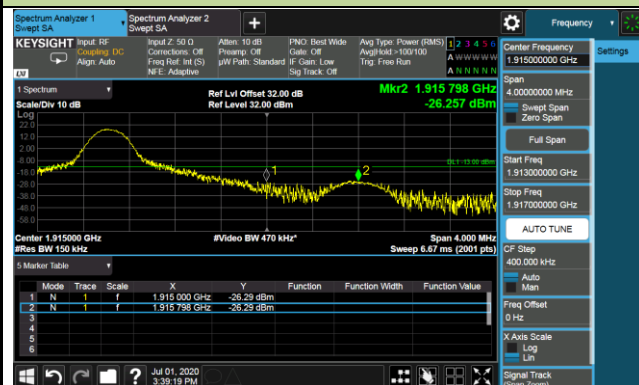 Spectrum Analyzer 1
Swept SA
Spectrum Analyzer 2
Swept SA
+
Frequency
KEYSIGHT
Input: RF
Coupling: DC
Align: Auto
Input Z: 50 Ω
Corrections: Off
Freq Ref: Int (S)
NFE: Adaptive
Atten: 10 dB
Preamp: Off
µW Path: Standard
PNO: Best Wide
Gate: Off
IF Gain: Low
Sig Track: Off
Avg Type: Power (RMS)
Avg|Hold:>100/100
Trig: Free Run
1 2 3 4 5 6
A W W W W W
A N N N N N
LXI
1 Spectrum
Scale/Div 10 dB
Log
Ref Lvl Offset 32.00 dB
Ref Level 32.00 dBm
Mkr2 1.915 798 GHz
-26.257 dBm
22.0
12.0
2.00
-8.00
-18.0
-28.0
-38.0
-48.0
-58.0
DL1 -13.00 dBm
1
2
Center 1.915000 GHz
#Res BW 150 kHz
#Video BW 470 kHz*
Span 4.000 MHz
Sweep 6.67 ms (2001 pts)
5 Marker Table
Mode Trace Scale X Y Function Function Width Function Value
1 N 1 f 1.915 000 GHz -26.29 dBm
2 N 1 f 1.915 798 GHz -26.26 dBm
3
4
5
6
Jul 01, 2020
3:39:19 PM
Center Frequency
1.915000000 GHz
Settings
Span
4.00000000 MHz
Swept Span
Zero Span
Full Span
Start Freq
1.913000000 GHz
Stop Freq
1.917000000 GHz
AUTO TUNE
CF Step
400.000 kHz
Auto
Man
Freq Offset
0 Hz
X Axis Scale
Log
Lin
Signal Track
(Span Zoom)